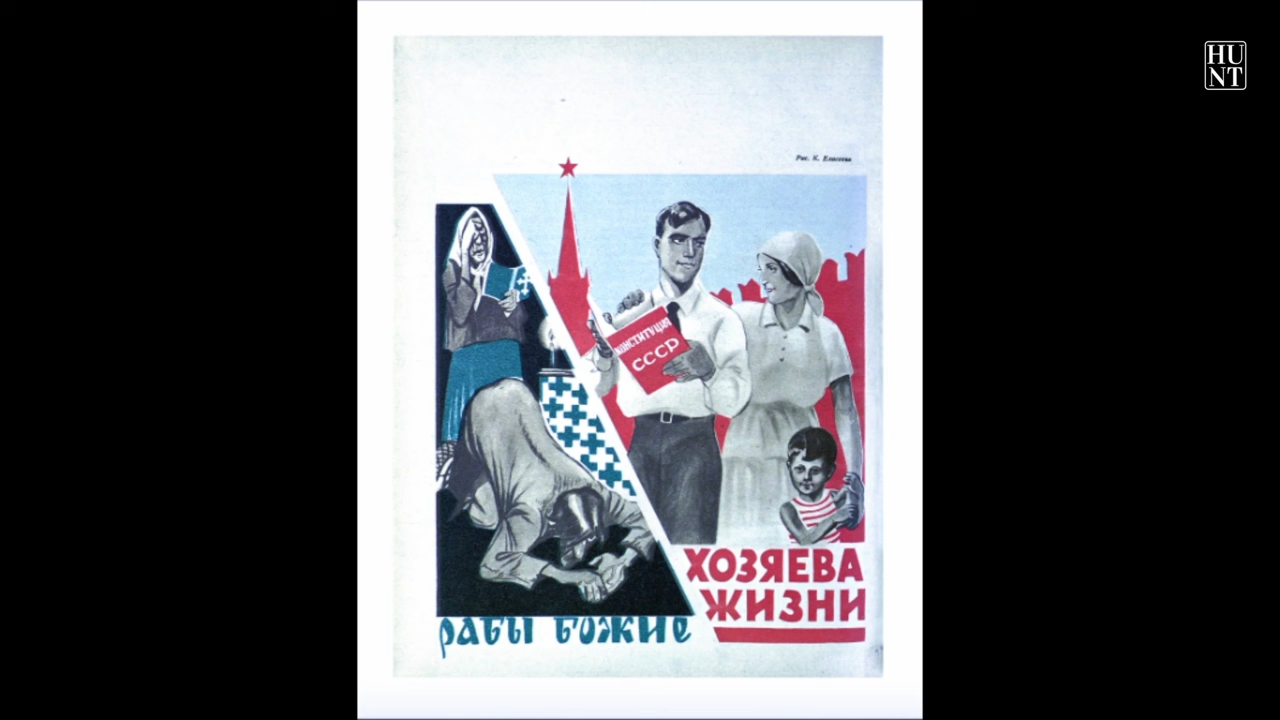 HU
NT
Рис. К. Елисеева
КОНСТИТУЦИЯ
СССР
ХОЗЯЕВА
ЖИЗНИ
рабы божие